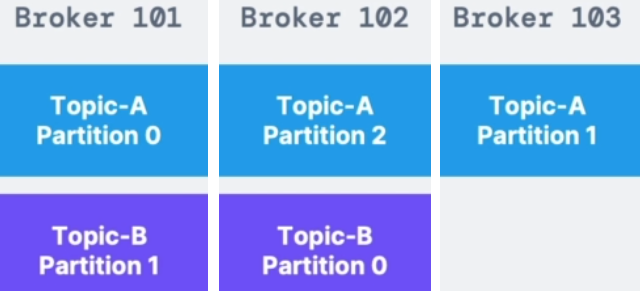 Broker 101
Topic-A
Partition 0
Topic-B
Partition 1
Broker 102
Topic-A
Partition 2
Topic-B
Partition 0
Broker 103
Topic-A
Partition 1